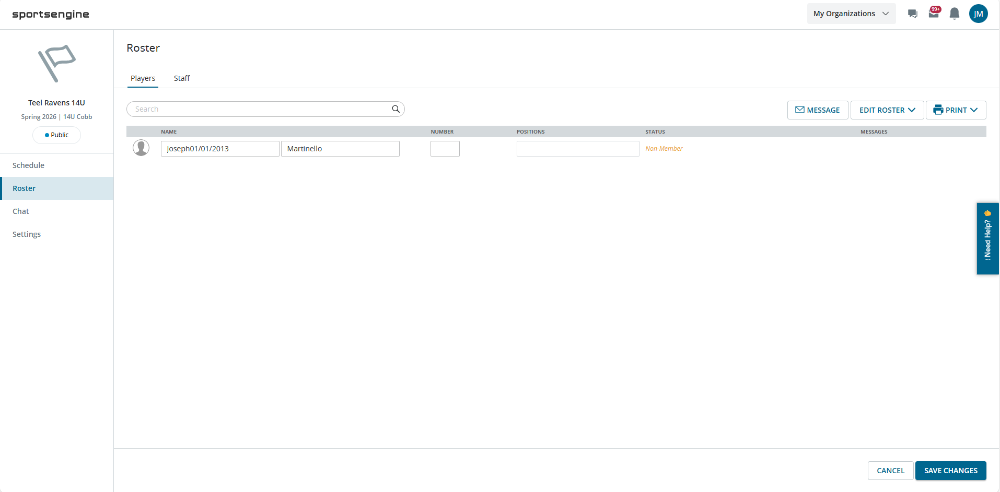 sportsengine
My Organizations
99+
JM
Teel Ravens 14U
Spring 2026 | 14U Cobb
Public
Schedule
Roster
Chat
Settings
Roster
Players Staff
Search
MESSAGE EDIT ROSTER PRINT
NAME NUMBER POSITIONS STATUS MESSAGES
Joseph01/01/2013 Martinello Non-Member
Need Help?
CANCEL SAVE CHANGES